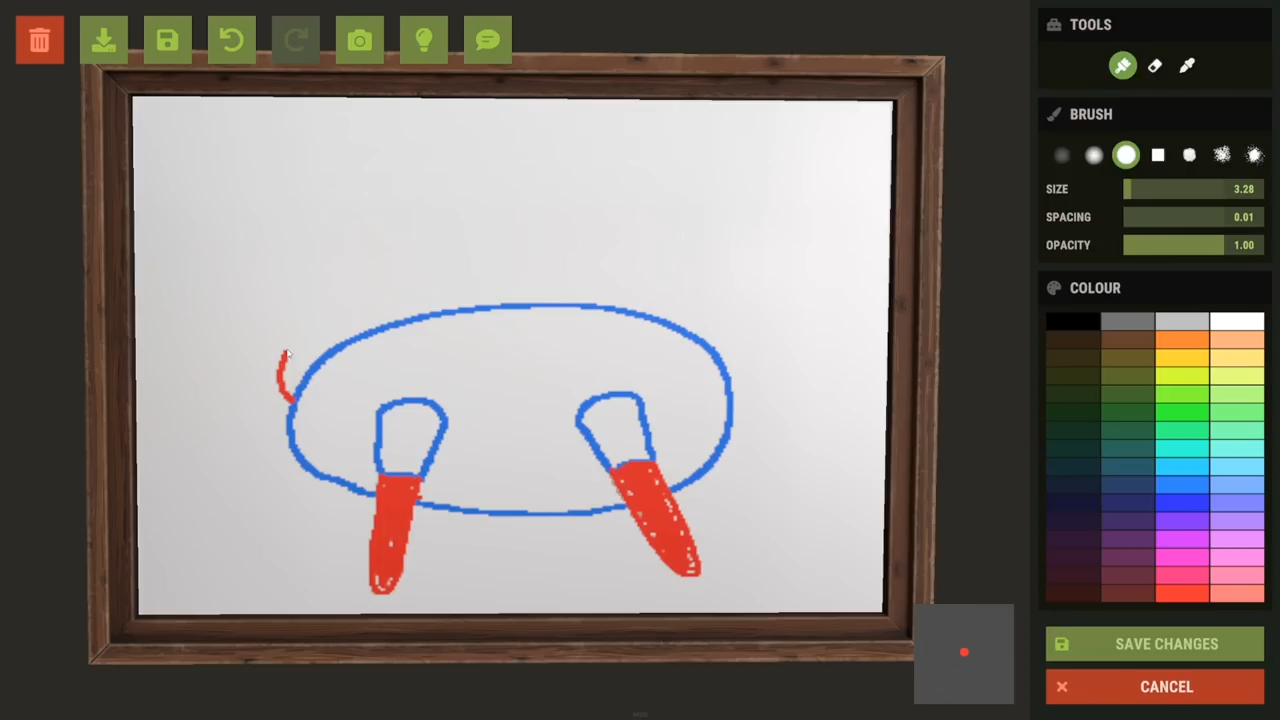 TOOLS
BRUSH
SIZE 3.28
SPACING 0.01
OPACITY 1.00
COLOUR
SAVE CHANGES
CANCEL